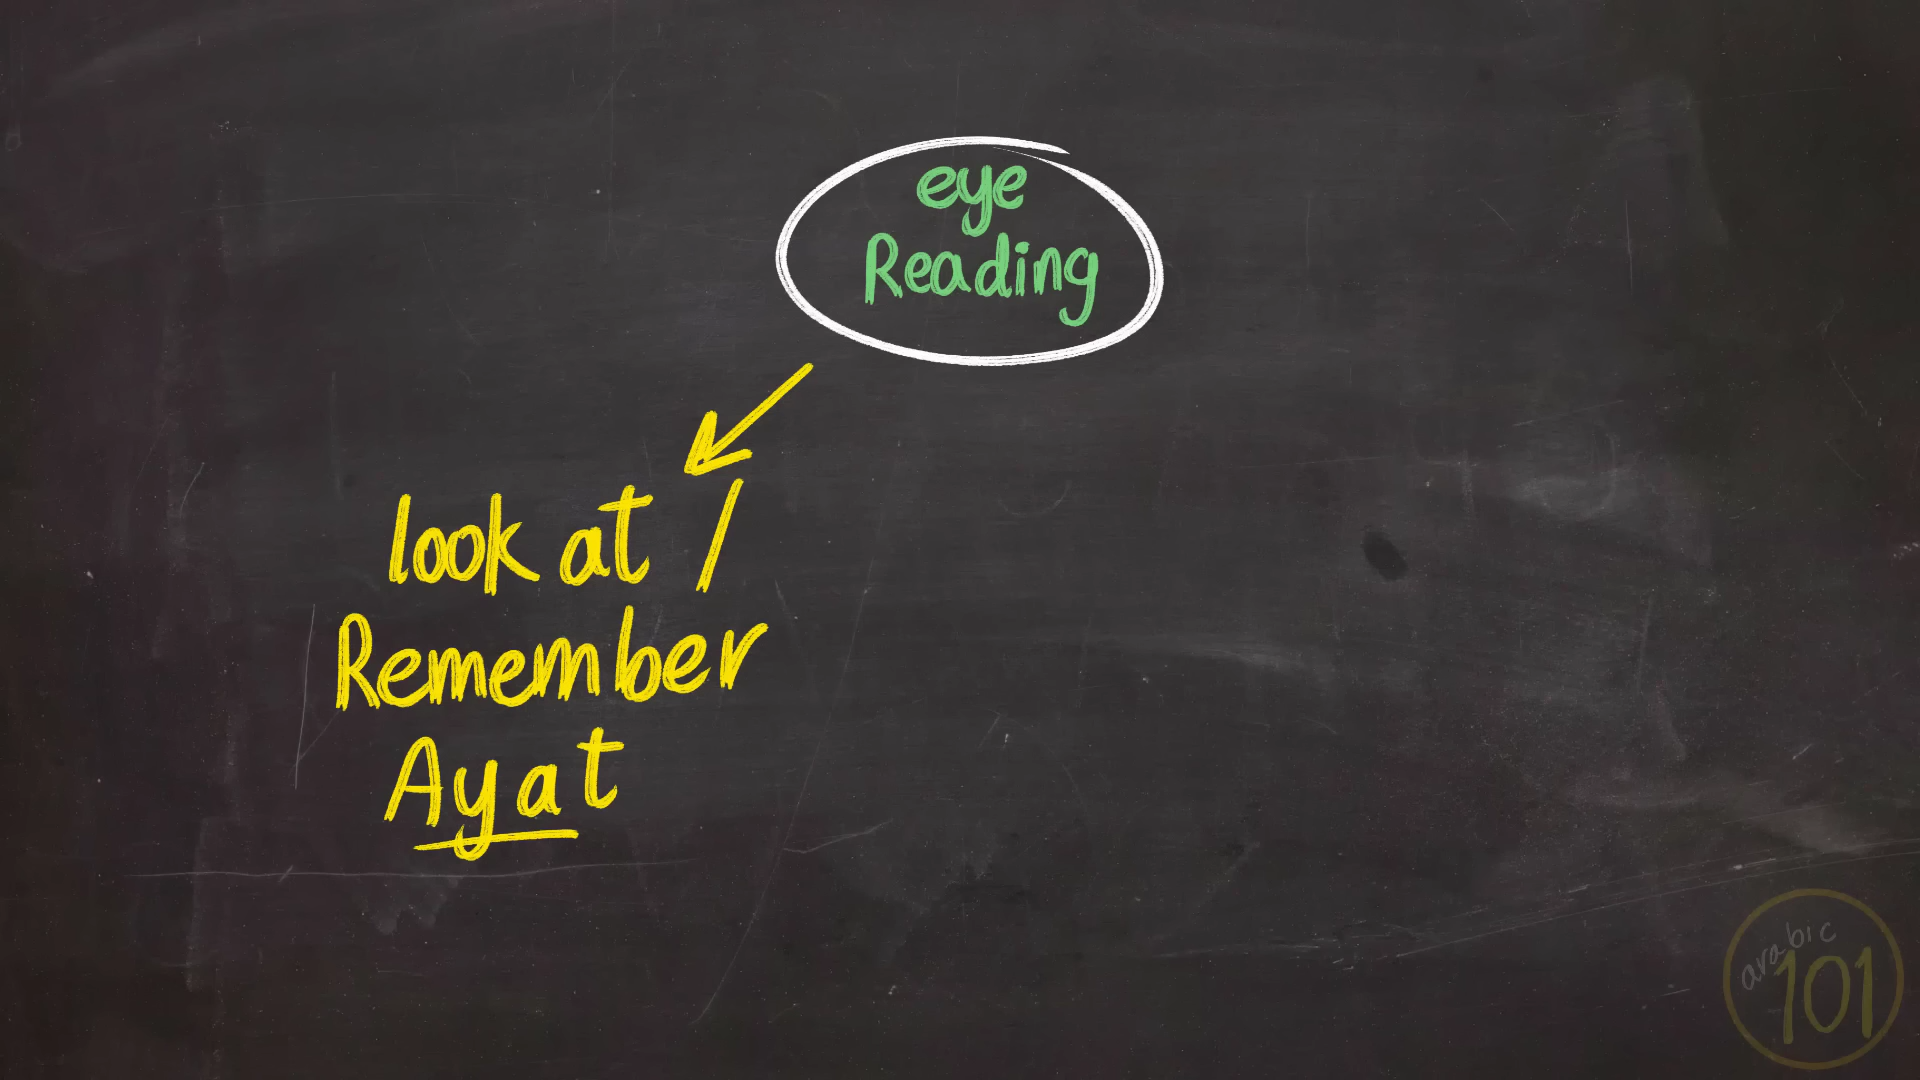 eye
Reading
look at /
Remember
Ayat
arabic
101